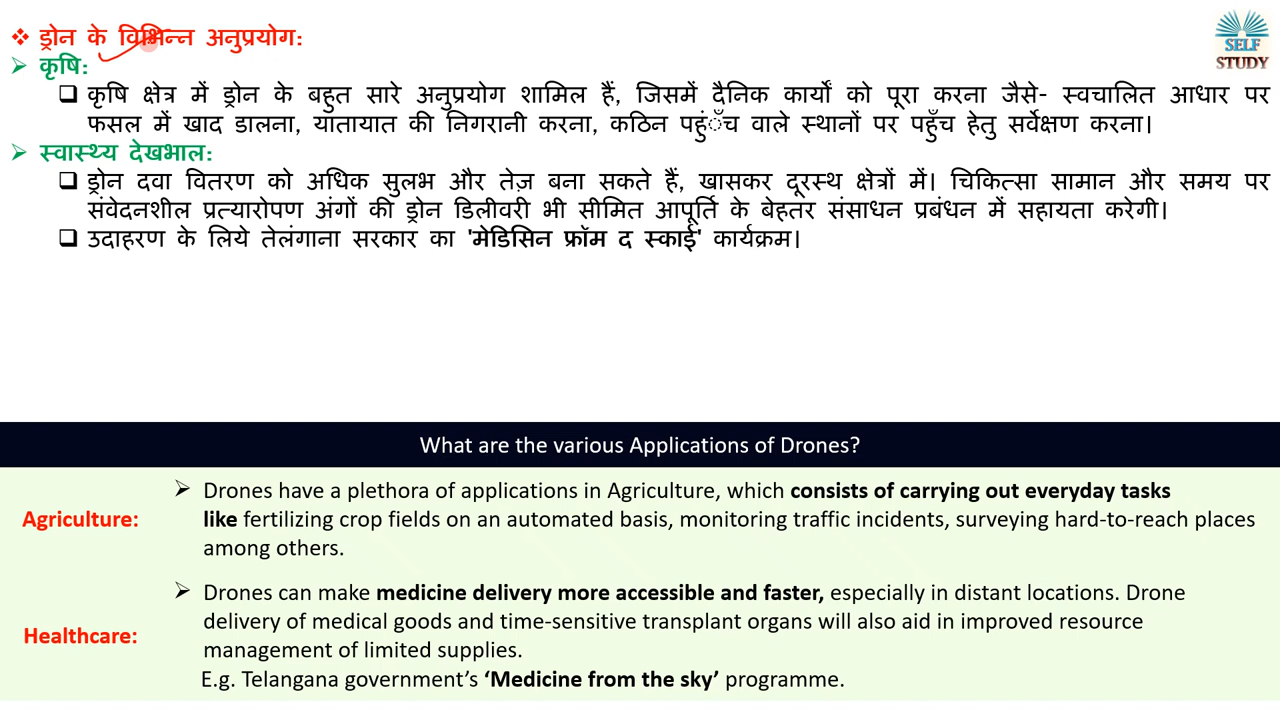 ❖ ड्रोन के विभिन्न अनुप्रयोग:
➢ कृषि:
❑ कृषि क्षेत्र में ड्रोन के बहुत सारे अनुप्रयोग शामिल हैं, जिसमें दैनिक कार्यों को पूरा करना जैसे- स्वचालित आधार पर
फसल में खाद डालना, यातायात की निगरानी करना, कठिन पहुंँच वाले स्थानों पर पहुँच हेतु सर्वेक्षण करना।
➢ स्वास्थ्य देखभाल:
❑ ड्रोन दवा वितरण को अधिक सुलभ और तेज़ बना सकते हैं, खासकर दूरस्थ क्षेत्रों में। चिकित्सा सामान और समय पर
संवेदनशील प्रत्यारोपण अंगों की ड्रोन डिलीवरी भी सीमित आपूर्ति के बेहतर संसाधन प्रबंधन में सहायता करेगी।
❑ उदाहरण के लिये तेलंगाना सरकार का 'मेडिसिन फ्रॉम द स्काई' कार्यक्रम।
SELF
STUDY
What are the various Applications of Drones?
Agriculture:
➢ Drones have a plethora of applications in Agriculture, which consists of carrying out everyday tasks
like fertilizing crop fields on an automated basis, monitoring traffic incidents, surveying hard-to-reach places
among others.
Healthcare:
➢ Drones can make medicine delivery more accessible and faster, especially in distant locations. Drone
delivery of medical goods and time-sensitive transplant organs will also aid in improved resource
management of limited supplies.
E.g. Telangana government’s ‘Medicine from the sky’ programme.